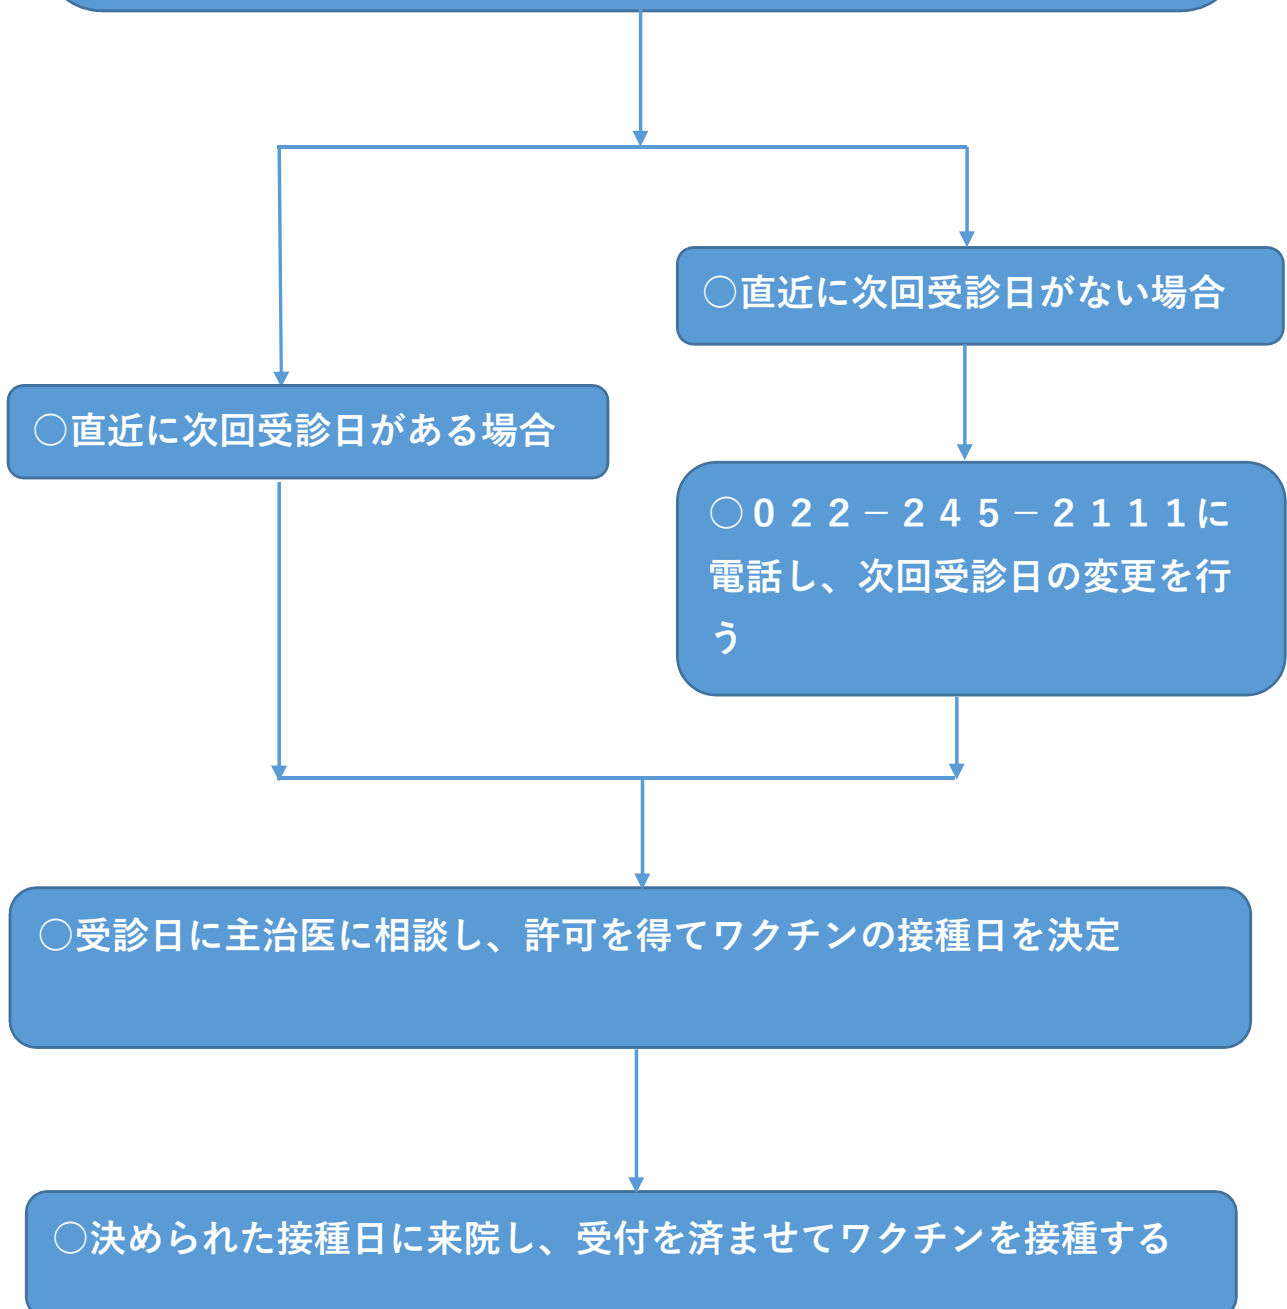 ○直近に次回受診日がない場合
○直近に次回受診日がある場合
○０２２－２４５－２１１１に
電話し、次回受診日の変更を行
う
○受診日に主治医に相談し、許可を得てワクチンの接種日を決定
○決められた接種日に来院し、受付を済ませてワクチンを接種する